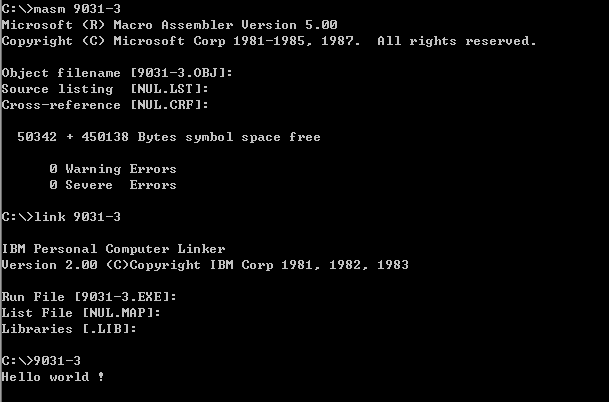 C:\>masm 9031-3
Microsoft (R) Macro Assembler Version 5.00
Copyright (C) Microsoft Corp 1981-1985, 1987.  All rights reserved.
Object filename [9031-3.OBJ]:
Source listing  [NUL.LST]:
Cross-reference [NUL.CRF]:
50342 + 450138 Bytes symbol space free
0 Warning Errors
0 Severe  Errors
C:\>link 9031-3
IBM Personal Computer Linker
Version 2.00 (C)Copyright IBM Corp 1981, 1982, 1983
Run File [9031-3.EXE]:
List File [NUL.MAP]:
Libraries [.LIB]:
C:\>9031-3
Hello world !